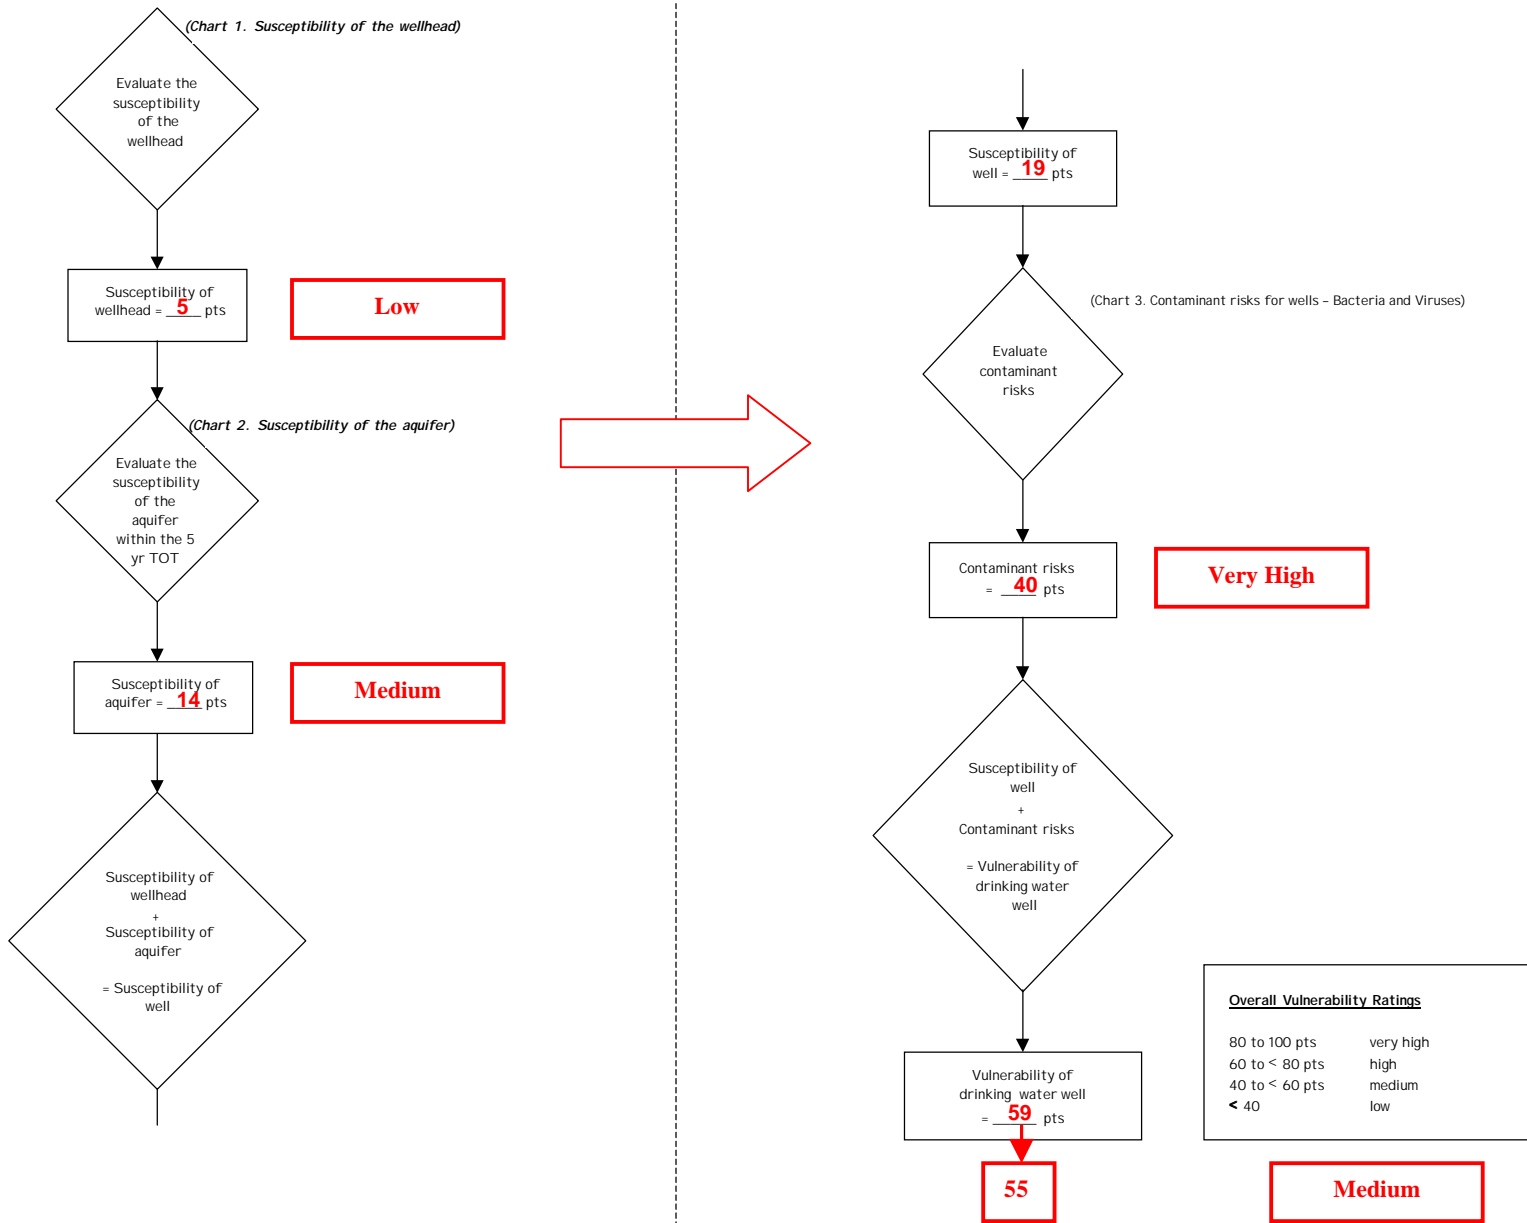 (Chart 1. Susceptibility of the wellhead)
Evaluate the
susceptibility
of the
wellhead
Susceptibility of
wellhead = 5 pts
Low
(Chart 2. Susceptibility of the aquifer)
Evaluate the
susceptibility
of the
aquifer
within the 5
yr TOT
Susceptibility of
aquifer = 14 pts
Medium
Susceptibility of
wellhead
+
Susceptibility of
aquifer
= Susceptibility of
well
Susceptibility of
well = 19 pts
(Chart 3. Contaminant risks for wells – Bacteria and Viruses)
Evaluate
contaminant
risks
Contaminant risks
= 40 pts
Very High
Susceptibility of
well
+
Contaminant risks
= Vulnerability of
drinking water
well
Vulnerability of
drinking water well
= 59 pts
55
Overall Vulnerability Ratings
80 to 100 pts very high
60 to < 80 pts high
40 to < 60 pts medium
< 40 low
Medium